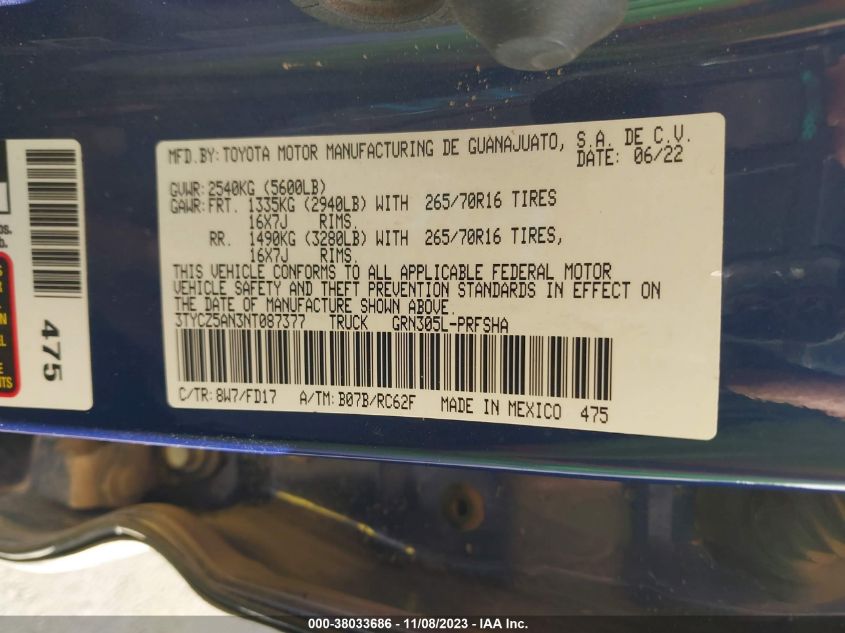 MFD.BY:TOYOTA MOTOR MANUFACTURING DE GUANAJUATO, S.A. DE C.V.
DATE: 06/22
GVWR:2540KG (5600LB)
GAWR:FRT. 1335KG (2940LB) WITH 265/70R16 TIRES
16X7J RIMS.
RR. 1490KG (3280LB) WITH 265/70R16 TIRES,
16X7J RIMS.
THIS VEHICLE CONFORMS TO ALL APPLICABLE FEDERAL MOTOR
VEHICLE SAFETY AND THEFT PREVENTION STANDARDS IN EFFECT ON
THE DATE OF MANUFACTURE SHOWN ABOVE.
3TYCZ5AN3NT087377 TRUCK GRN305L-PRFSHA
C/TR:8W7/FD17 A/TM:B07B/RC62F MADE IN MEXICO 475
475
000-38033686 - 11/08/2023 - IAA Inc.